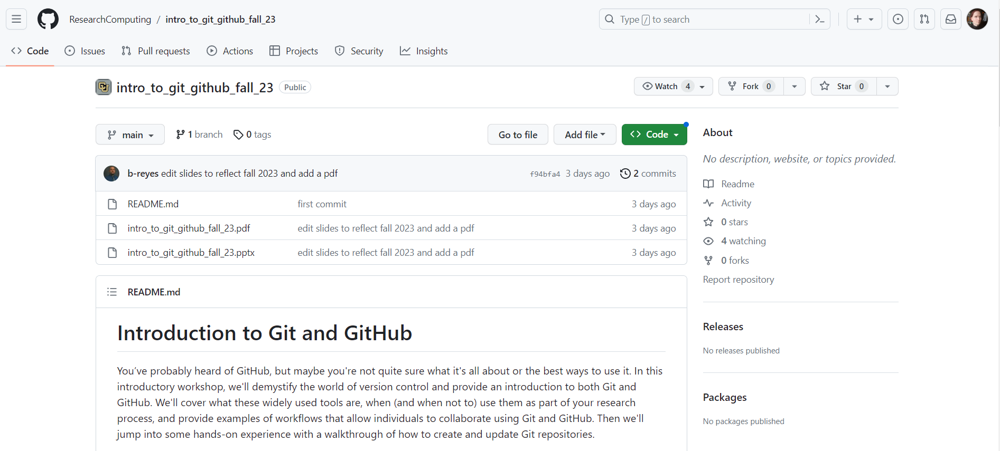 ResearchComputing / intro_to_git_github_fall_23
Type / to search
Code Issues Pull requests Actions Projects Security Insights
intro_to_git_github_fall_23 Public
Watch 4 Fork 0 Star 0
main 1 branch 0 tags
Go to file Add file Code
b-reyes edit slides to reflect fall 2023 and add a pdf f94bfa4 3 days ago 2 commits
README.md first commit 3 days ago
intro_to_git_github_fall_23.pdf edit slides to reflect fall 2023 and add a pdf 3 days ago
intro_to_git_github_fall_23.pptx edit slides to reflect fall 2023 and add a pdf 3 days ago
README.md
Introduction to Git and GitHub
You’ve probably heard of GitHub, but maybe you're not quite sure what it's all about or the best ways to use it. In this
introductory workshop, we'll demystify the world of version control and provide an introduction to both Git and
GitHub. We'll cover what these widely used tools are, when (and when not to) use them as part of your research
process, and provide examples of workflows that allow individuals to collaborate using Git and GitHub. Then we'll
jump into some hands-on experience with a walkthrough of how to create and update Git repositories.
About
No description, website, or topics provided.
Readme
Activity
0 stars
4 watching
0 forks
Report repository
Releases
No releases published
Packages
No packages published